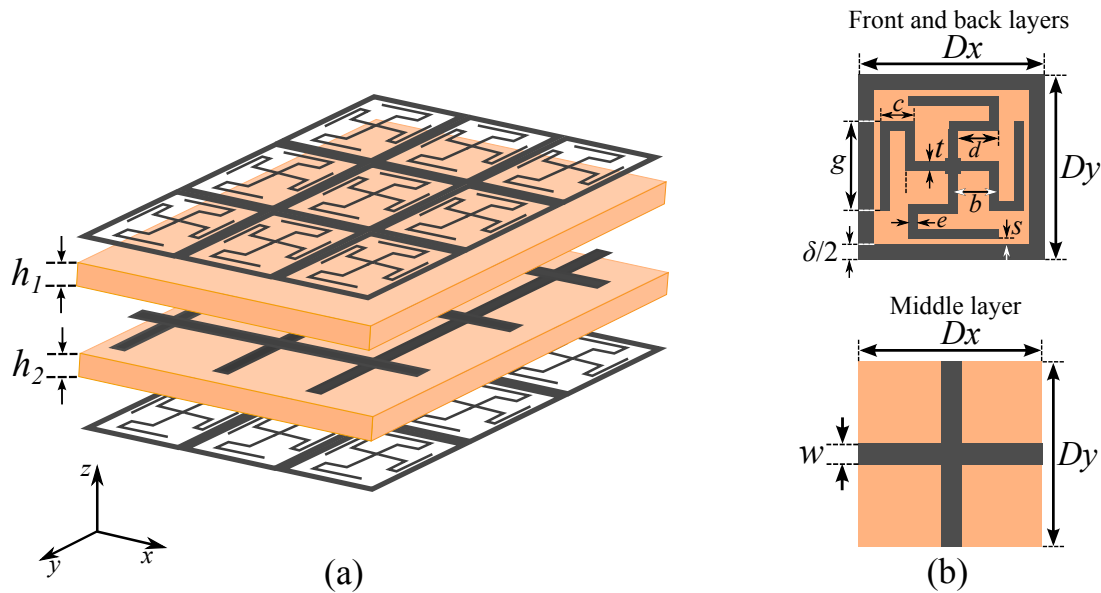 h1
h2
z
y
x
(a)
Front and back layers
Dx
c
g
t
d
b
e
s
δ/2
Dy
Middle layer
Dx
w
Dy
(b)